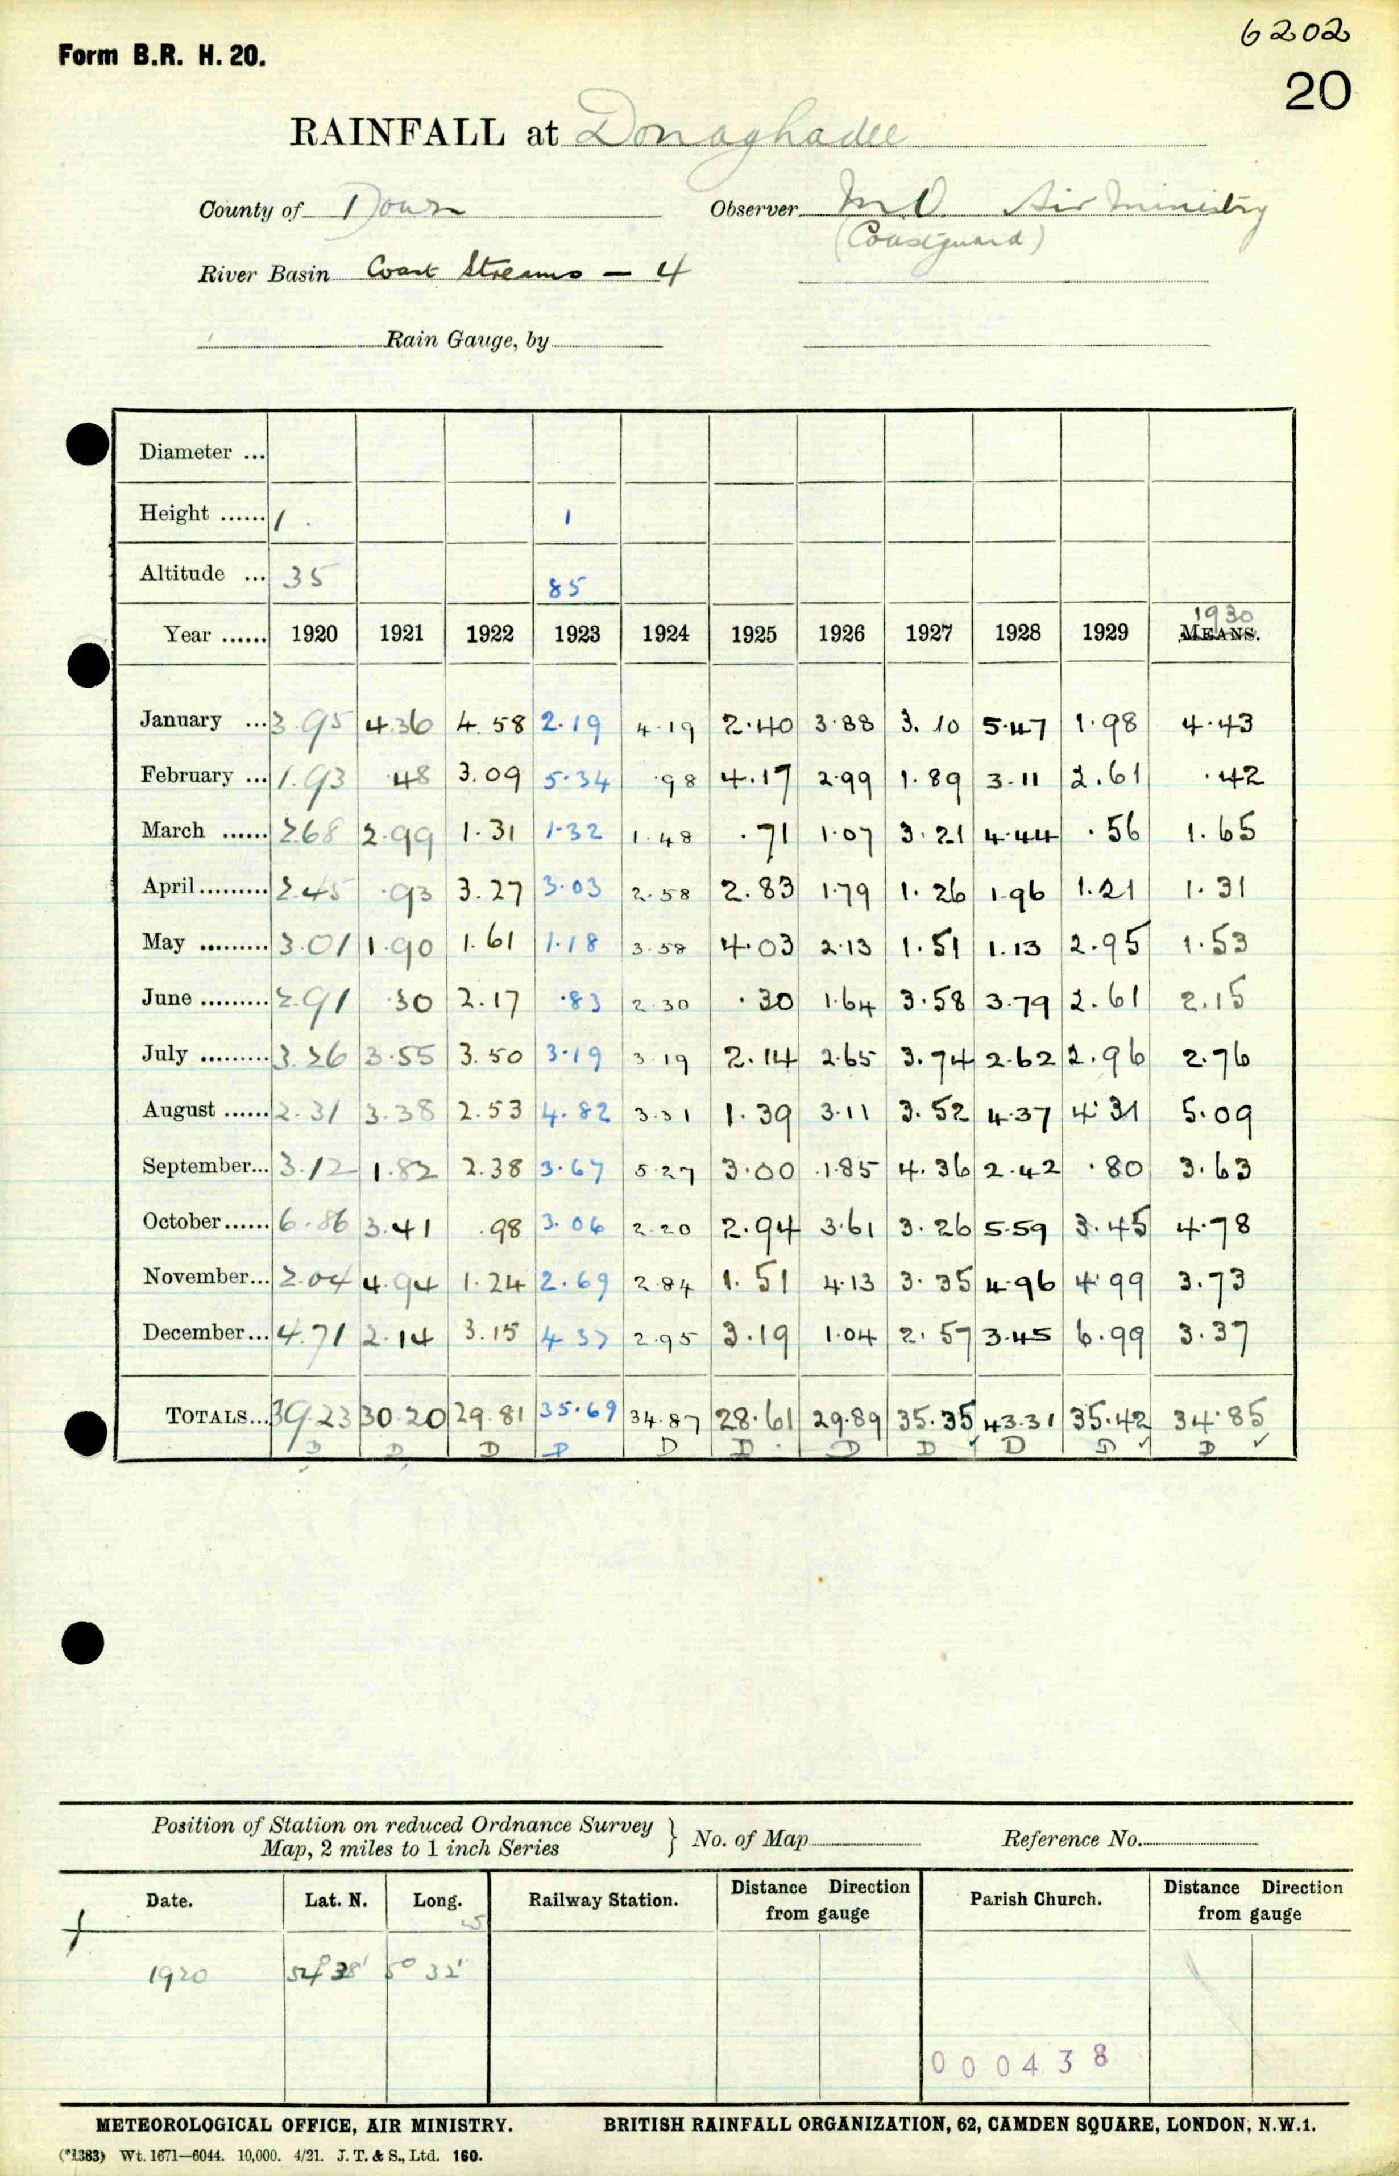 6202
Form B.R. H. 20.
20
RAINFALL at Donaghadee
County of Down Observer M O Air Ministry
(Coastguard)
River Basin Coast Streams — 4
Rain Gauge, by
Diameter ...
Height ...... 1 1
Altitude ... 35 85
1930
Year ...... 1920 1921 1922 1923 1924 1925 1926 1927 1928 1929 MEANS.
January ... 3.95 4.36 4.58 2.19 4.19 2.40 3.88 3.10 5.47 1.98 4.43
February ... 1.93 .48 3.09 5.34 .98 4.17 2.99 1.89 3.11 2.61 .42
March ...... 2.68 2.99 1.31 1.32 1.48 .71 1.07 3.21 4.44 .56 1.65
April ......... 2.45 .93 3.27 3.03 2.58 2.83 1.79 1.26 1.96 1.21 1.31
May ......... 3.01 1.90 1.61 1.18 3.58 4.03 2.13 1.51 1.13 2.95 1.53
June ......... 2.91 .30 2.17 .83 2.30 .30 1.64 3.58 3.79 2.61 2.15
July ......... 3.26 3.55 3.50 3.19 3.19 2.14 2.65 3.74 2.62 2.96 2.76
August ...... 2.31 3.38 2.53 4.82 3.31 1.39 3.11 3.52 4.37 4.31 5.09
September... 3.12 1.82 2.38 3.67 5.27 3.00 1.85 4.36 2.42 .80 3.63
October...... 6.86 3.41 .98 3.06 2.20 2.94 3.61 3.26 5.59 3.45 4.78
November... 2.04 4.94 1.24 2.69 2.84 1.51 4.13 3.35 4.96 4.99 3.73
December... 4.71 2.14 3.15 4.37 2.95 3.19 1.04 2.57 3.45 6.99 3.37
TOTALS... 39.23 30.20 29.81 35.69 34.87 28.61 29.89 35.35 43.31 35.42 34.85
D D D D D D D D ✓ D D ✓ D ✓
Position of Station on reduced Ordnance Survey
Map, 2 miles to 1 inch Series } No. of Map Reference No.
Date. Lat. N. Long. W Railway Station. Distance Direction from gauge Parish Church. Distance Direction from gauge
1920 54° 38' 5° 32'
000438
METEOROLOGICAL OFFICE, AIR MINISTRY. BRITISH RAINFALL ORGANIZATION, 62, CAMDEN SQUARE, LONDON, N.W.1.
(*1383) Wt. 1671—6044. 10,000. 4/21. J. T. & S., Ltd. 160.